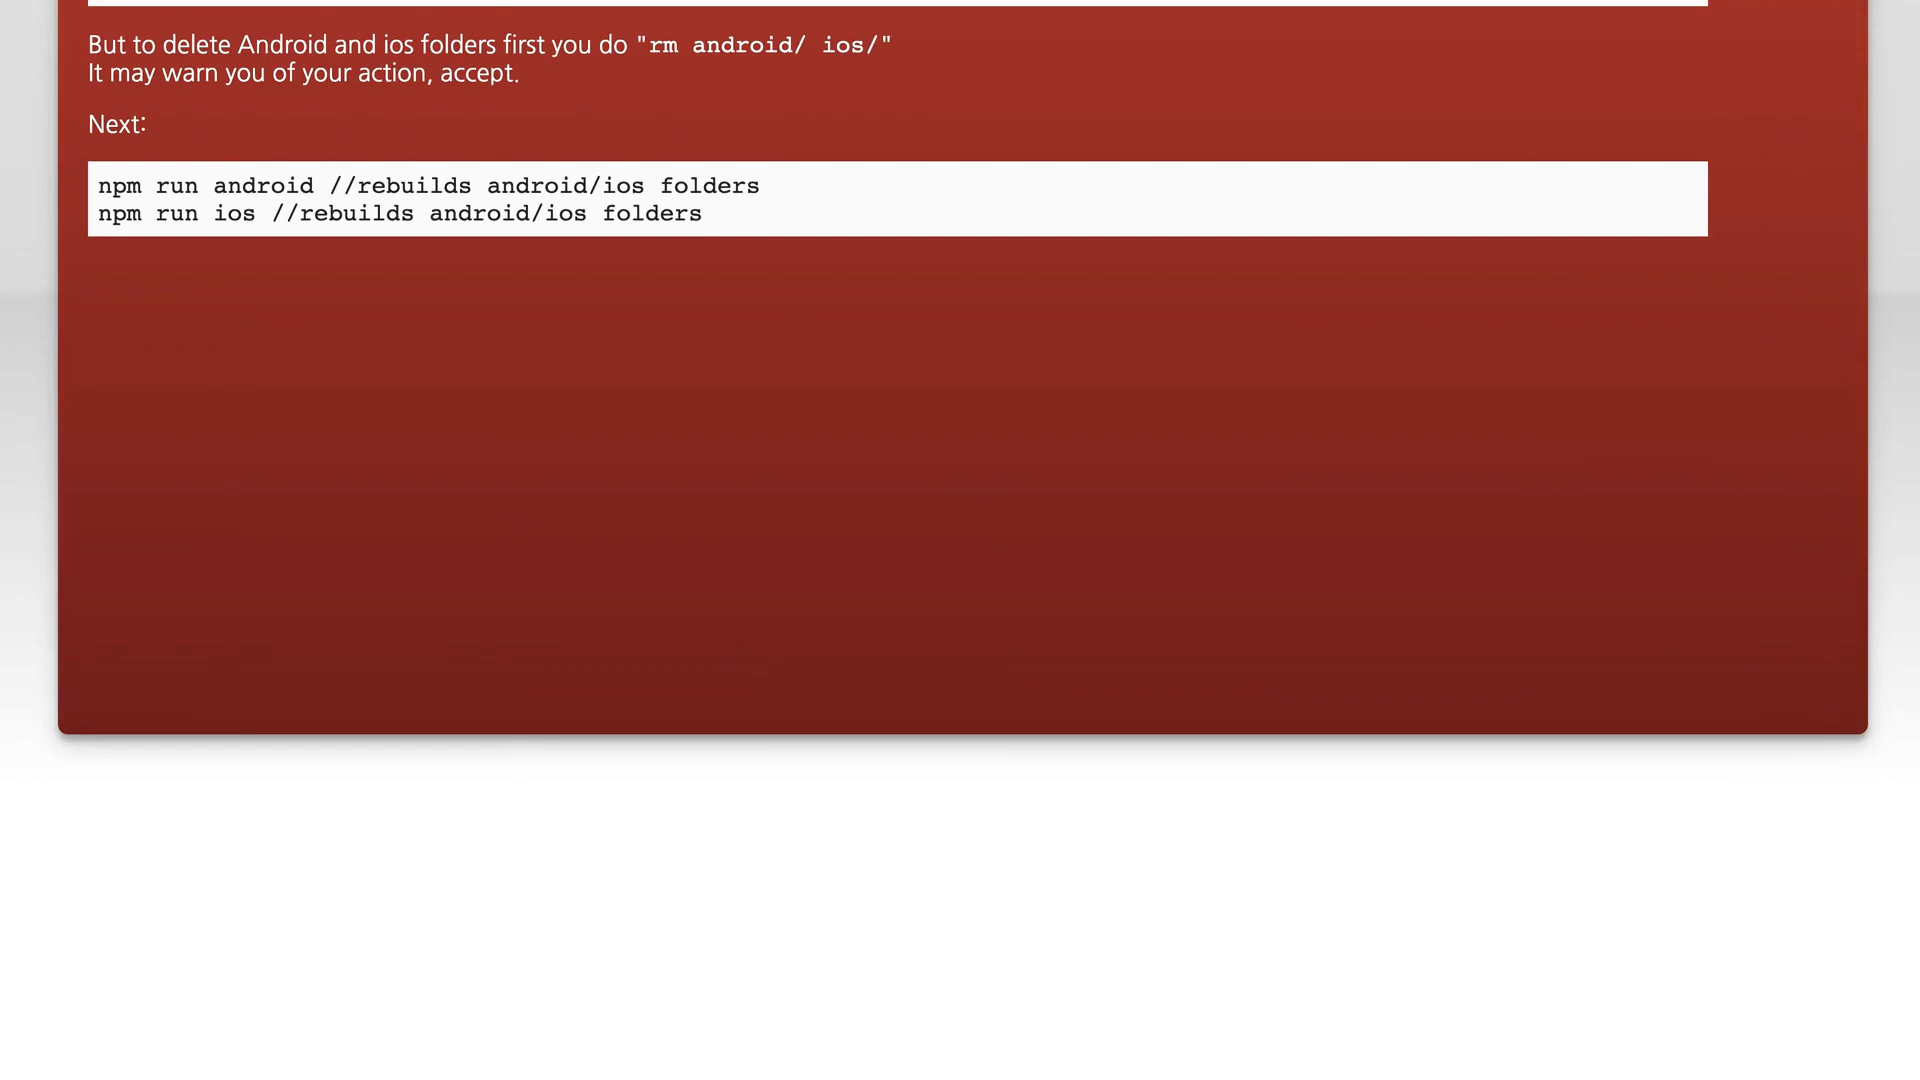 But to delete Android and ios folders first you do "rm android/ ios/"
It may warn you of your action, accept.
Next:
npm run android //rebuilds android/ios folders
npm run ios //rebuilds android/ios folders